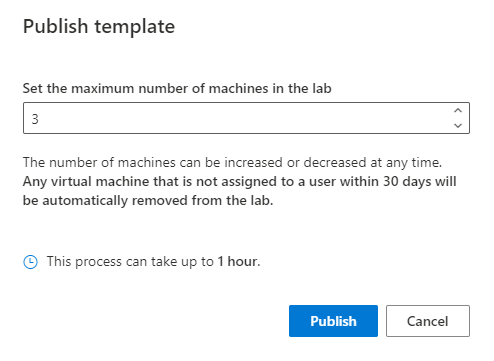 Publish template
Set the maximum number of machines in the lab
3
The number of machines can be increased or decreased at any time.
Any virtual machine that is not assigned to a user within 30 days will
be automatically removed from the lab.
This process can take up to 1 hour.
Publish
Cancel